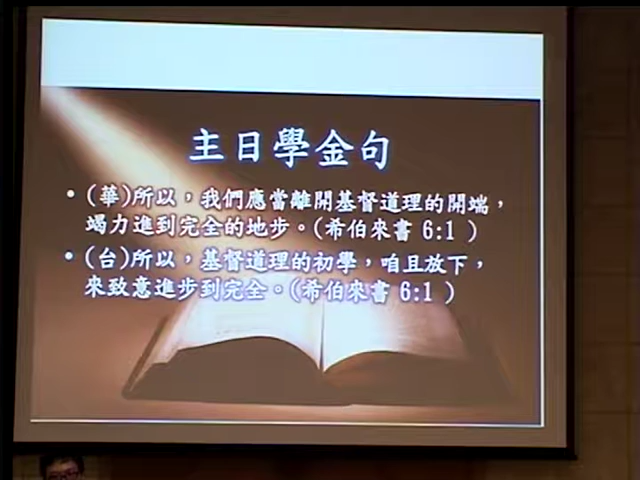 主日學金句
• (華)所以，我們應當離開基督道理的開端，
竭力進到完全的地步。(希伯來書 6:1 )
• (台)所以，基督道理的初學，咱且放下，
來致意進步到完全。(希伯來書 6:1 )